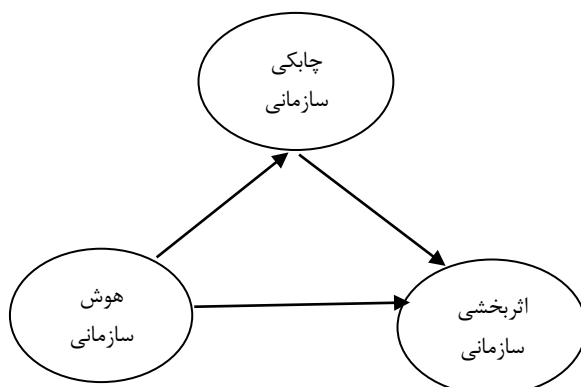 چابکی
سازمانی
هوش
سازمانی
اثربخشی
سازمانی